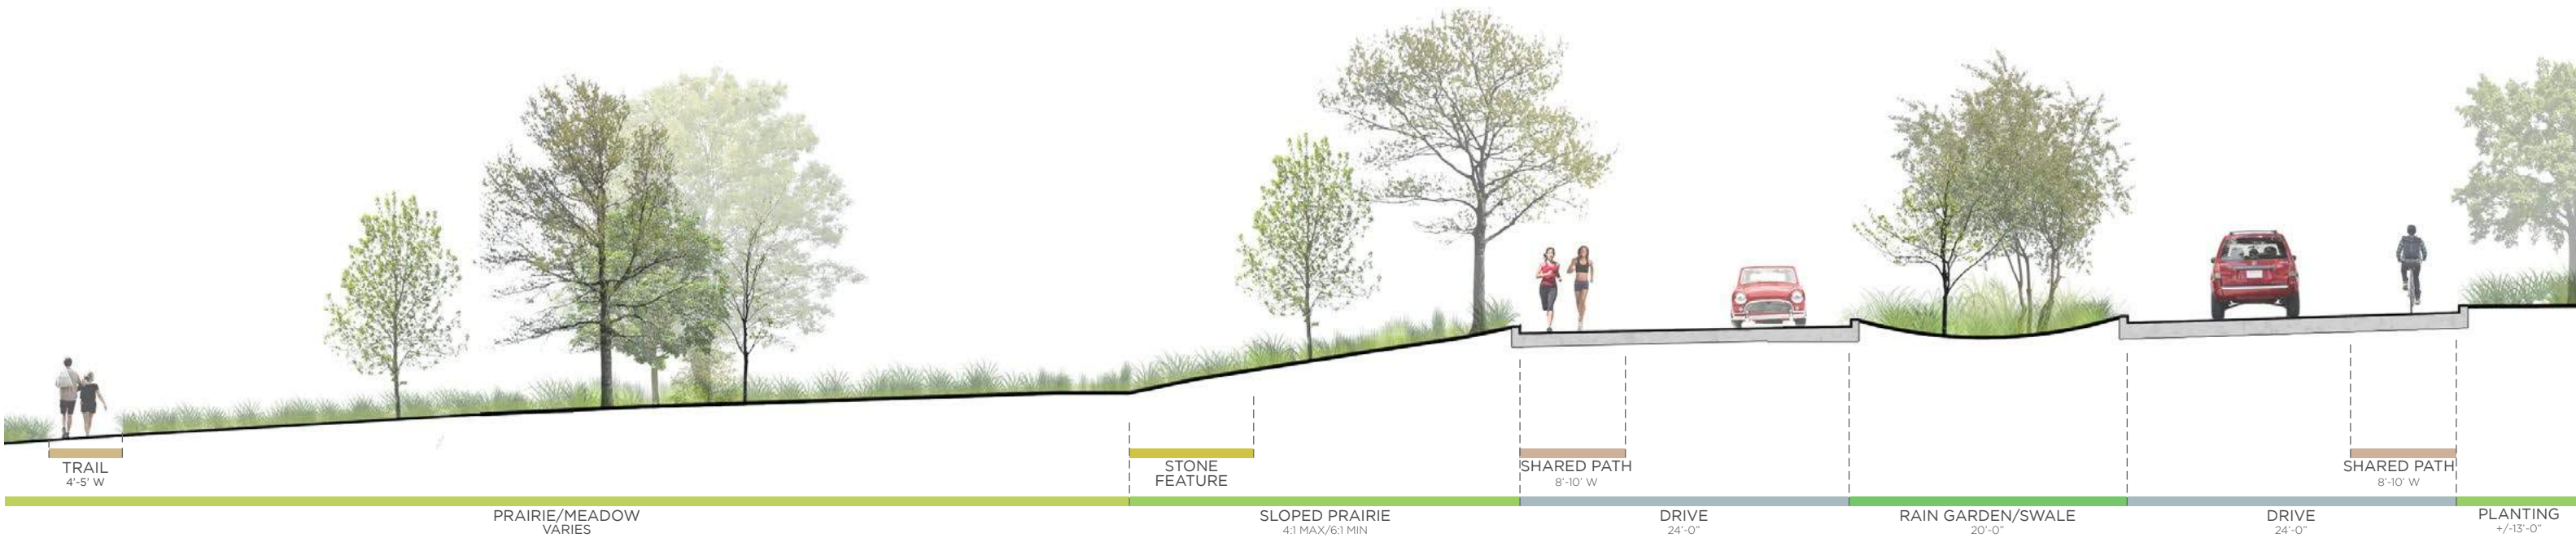 TRAIL
4'-5' W
STONE
FEATURE
SHARED PATH
8'-10' W
SHARED PATH
8'-10' W
PRAIRIE/MEADOW
VARIES
SLOPED PRAIRIE
4:1 MAX/6:1 MIN
DRIVE
24'-0"
RAIN GARDEN/SWALE
20'-0"
DRIVE
24'-0"
PLANTING
+/-13'-0"